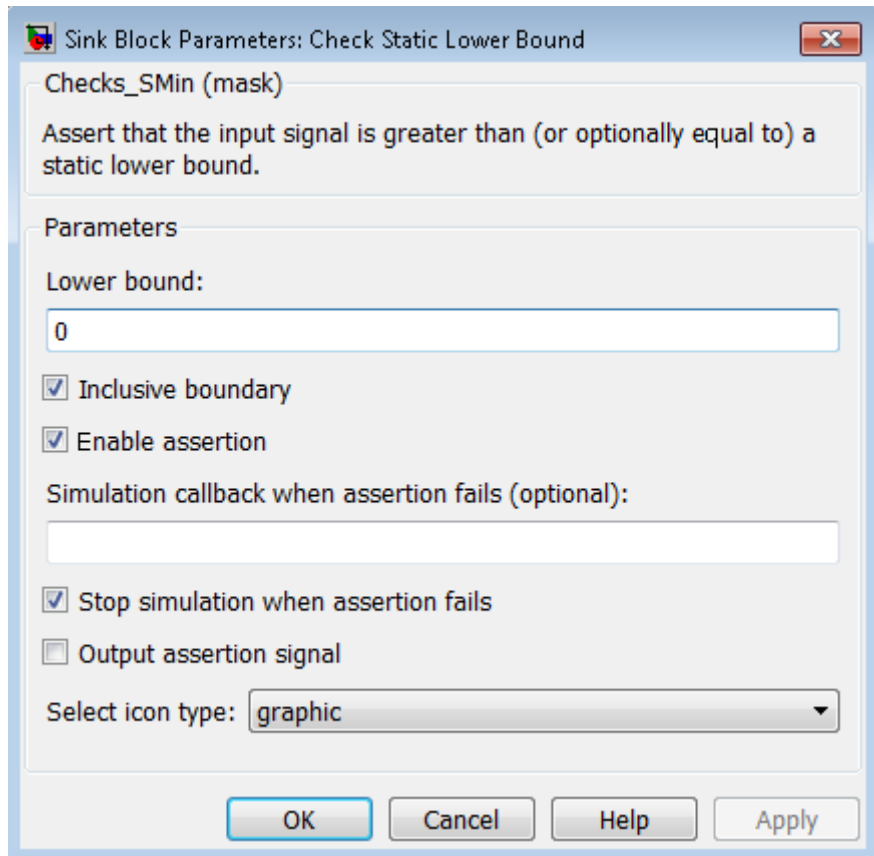 Sink Block Parameters: Check Static Lower Bound
Checks_SMin (mask)
Assert that the input signal is greater than (or optionally equal to) a
static lower bound.
Parameters
Lower bound:
0
Inclusive boundary
Enable assertion
Simulation callback when assertion fails (optional):
Stop simulation when assertion fails
Output assertion signal
Select icon type: graphic
OK Cancel Help Apply